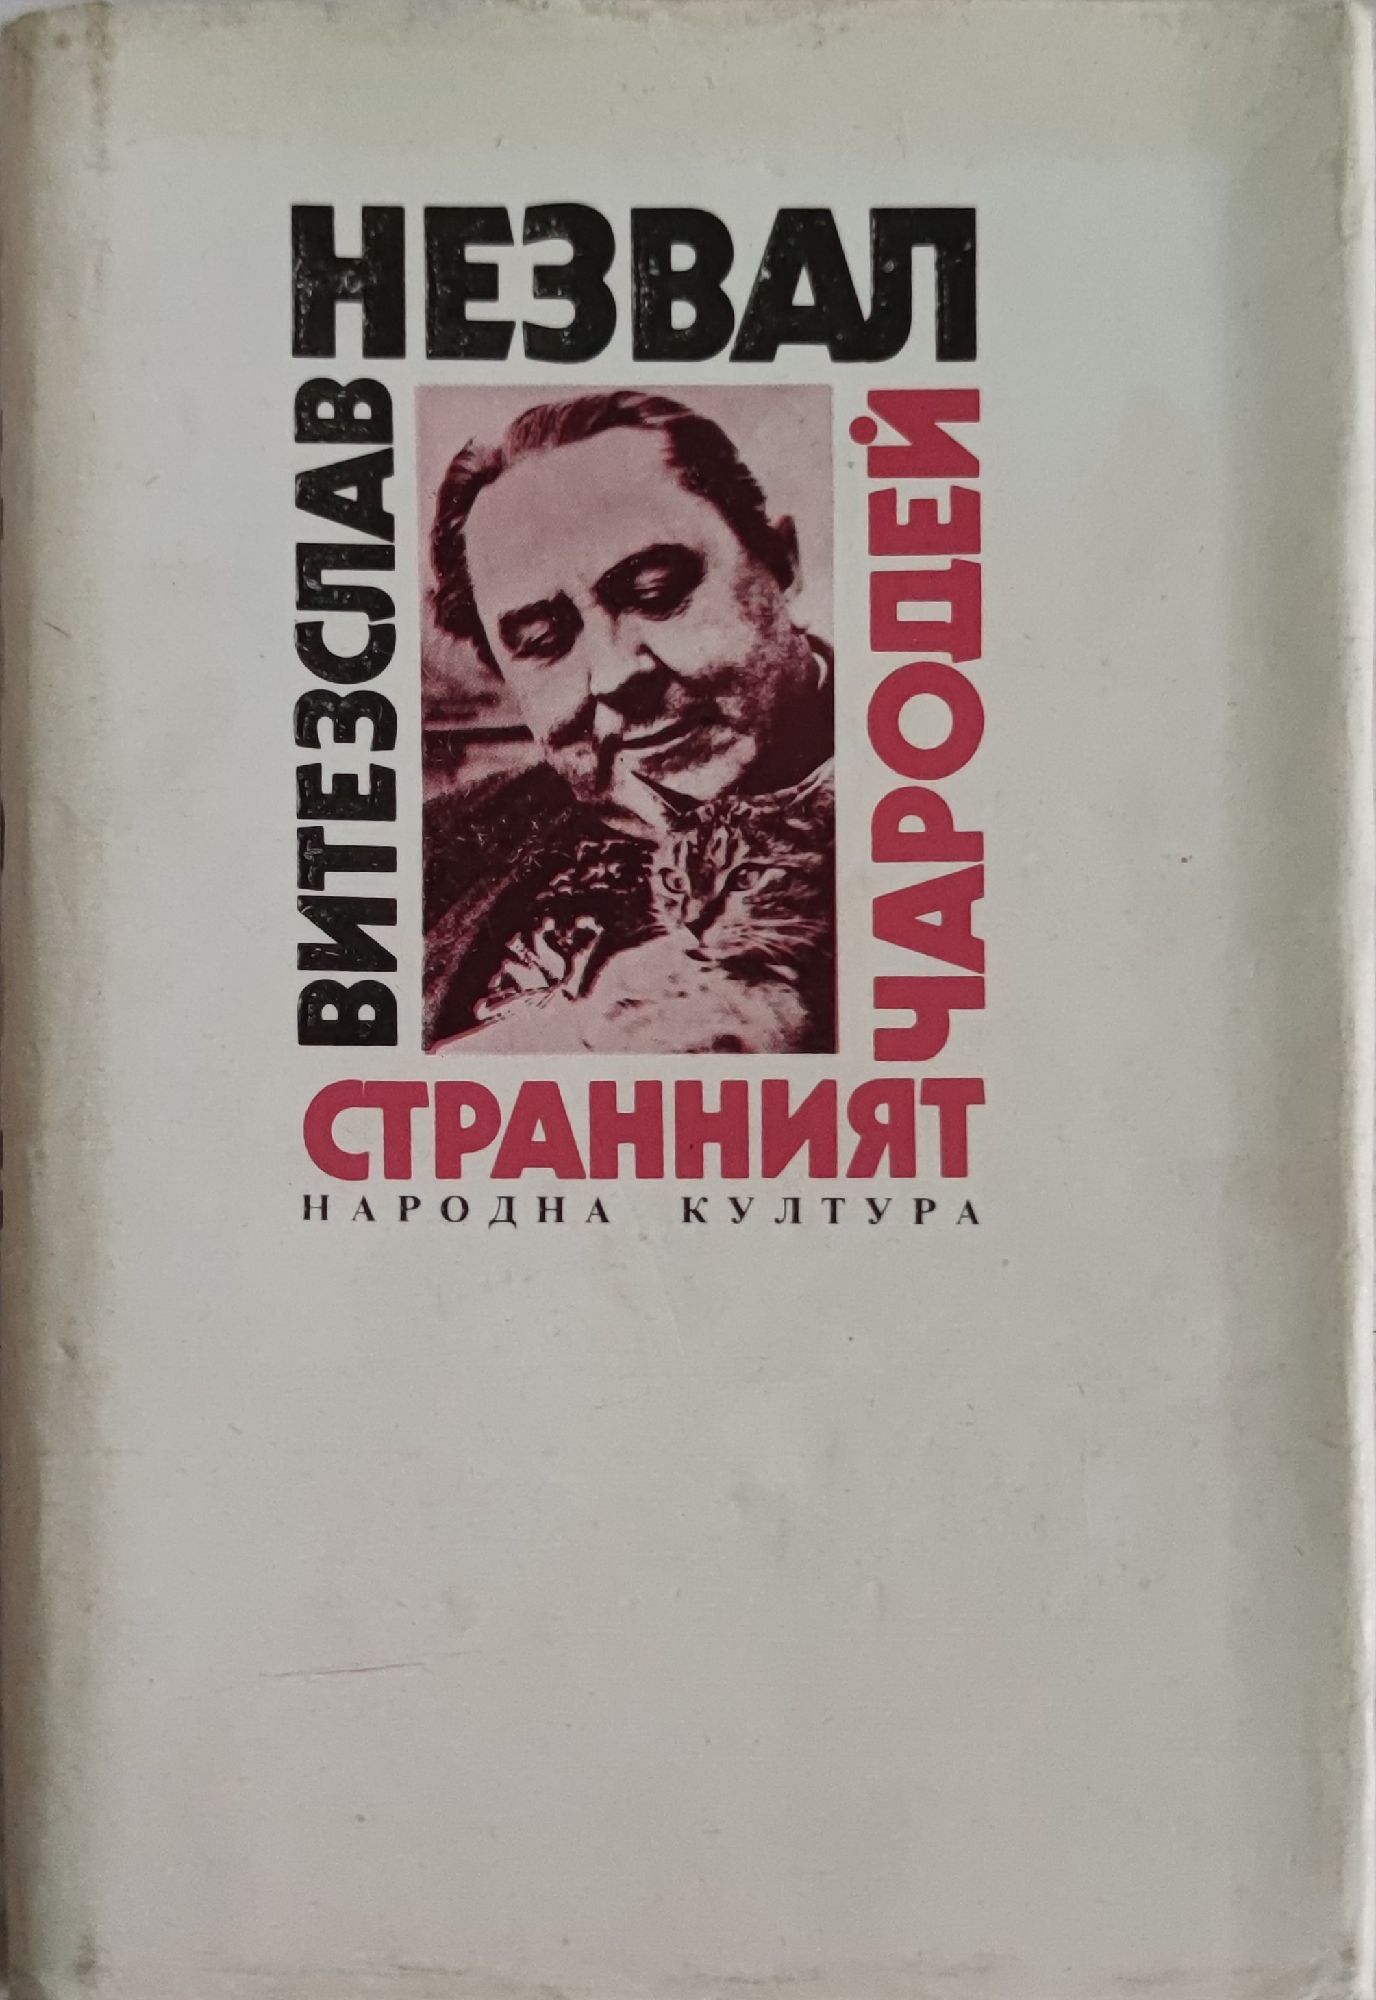 ВИТЕЗСЛАВ
НЕЗВАЛ
СТРАННИЯТ
ЧАРОДЕЙ
НАРОДНА КУЛТУРА